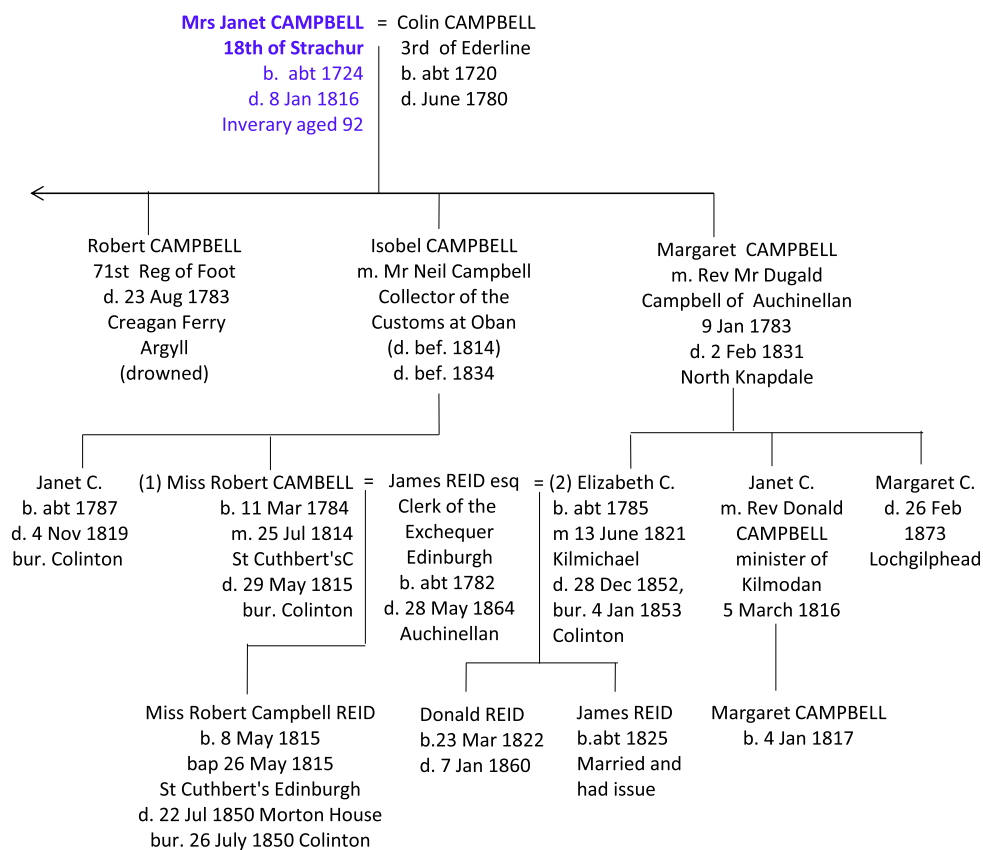 Mrs Janet CAMPBELL = Colin CAMPBELL
18th of Strachur 3rd of Ederline
b. abt 1724 b. abt 1720
d. 8 Jan 1816 d. June 1780
Inverary aged 92
Robert CAMPBELL
71st Reg of Foot
d. 23 Aug 1783
Creagan Ferry
Argyll
(drowned)
Isobel CAMPBELL
m. Mr Neil Campbell
Collector of the
Customs at Oban
(d. bef. 1814)
d. bef. 1834
Margaret CAMPBELL
m. Rev Mr Dugald
Campbell of Auchinellan
9 Jan 1783
d. 2 Feb 1831
North Knapdale
Janet C.
b. abt 1787
d. 4 Nov 1819
bur. Colinton
(1) Miss Robert CAMBELL =
b. 11 Mar 1784
m. 25 Jul 1814
St Cuthbert'sC
d. 29 May 1815
bur. Colinton
James REID esq
Clerk of the
Exchequer
Edinburgh
b. abt 1782
d. 28 May 1864
Auchinellan
= (2) Elizabeth C.
b. abt 1785
m 13 June 1821
Kilmichael
d. 28 Dec 1852,
bur. 4 Jan 1853
Colinton
Janet C.
m. Rev Donald
CAMPBELL
minister of
Kilmodan
5 March 1816
Margaret C.
d. 26 Feb
1873
Lochgilphead
Miss Robert Campbell REID
b. 8 May 1815
bap 26 May 1815
St Cuthbert's Edinburgh
d. 22 Jul 1850 Morton House
bur. 26 July 1850 Colinton
Donald REID
b.23 Mar 1822
d. 7 Jan 1860
James REID
b.abt 1825
Married and
had issue
Margaret CAMPBELL
b. 4 Jan 1817